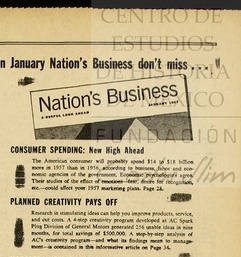 CENTRO DE
ESTUDIOS
DE HISTORIA
DE MÉXICO
FUNDACIÓN
n January Nation's Business don't miss . . .
Nation's Business
A USEFUL LOOK AHEAD
JANUARY 1957
CONSUMER SPENDING: New High Ahead
The American consumer will probably spend $14 to $18 billion
more in 1957 than in 1956, according to business, labor and eco-
nomic agencies of the government. Economic psychologists agree.
Their studies of the effect of emotions—fear, desire for recognition,
etc.—could affect your 1957 marketing plans. Page 28.
PLANNED CREATIVITY PAYS OFF
Research in stimulating ideas can help you improve products, service,
and cut costs. A 4-step creativity program developed at AC Spark
Plug Division of General Motors generated 256 usable ideas in nine
months, for total savings of $500,000. A step-by-step analysis of
AC's creativity program—and what its findings mean to manage-
ment—is contained in this informative article on Page 34.